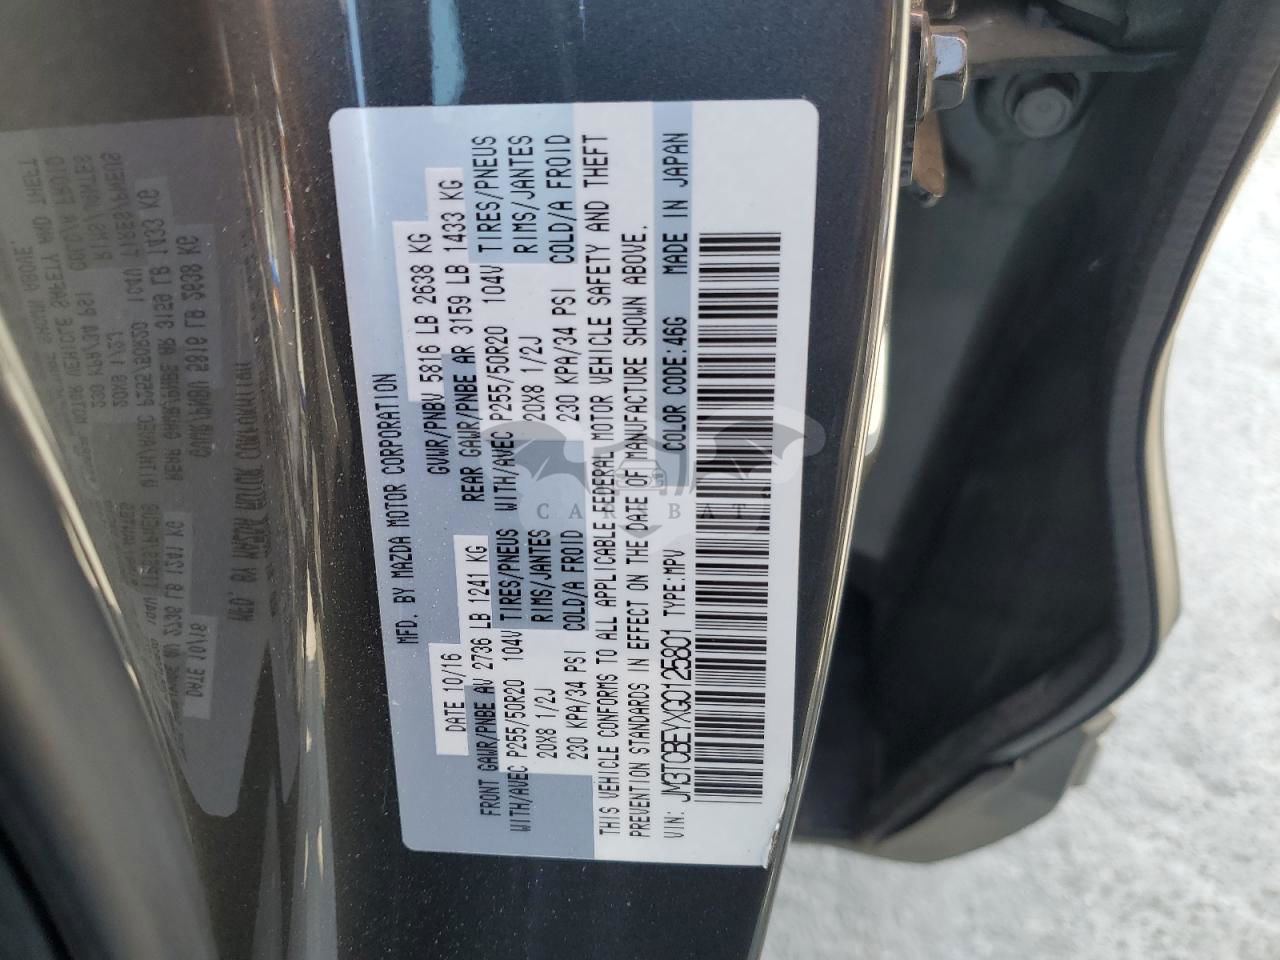 MFD. BY MAZDA MOTOR CORPORATION
DATE 10/16 GVWR/PNBV 5816 LB 2638 KG
FRONT GAWR/PNBE AV 2736 LB 1241 KG REAR GAWR/PNBE AR 3159 LB 1433 KG
WITH/AVEC P255/50R20 104V TIRES/PNEUS WITH/AVEC P255/50R20 104V TIRES/PNEUS
20X8 1/2J RIMS/JANTES 20X8 1/2J RIMS/JANTES
230 KPA/34 PSI COLD/A FROID 230 KPA/34 PSI COLD/A FROID
THIS VEHICLE CONFORMS TO ALL APPLICABLE FEDERAL MOTOR VEHICLE SAFETY AND THEFT
PREVENTION STANDARDS IN EFFECT ON THE DATE OF MANUFACTURE SHOWN ABOVE.
VIN: JM3TCBEYXG0125801 TYPE:MPV COLOR CODE:46G MADE IN JAPAN
CARSBAT